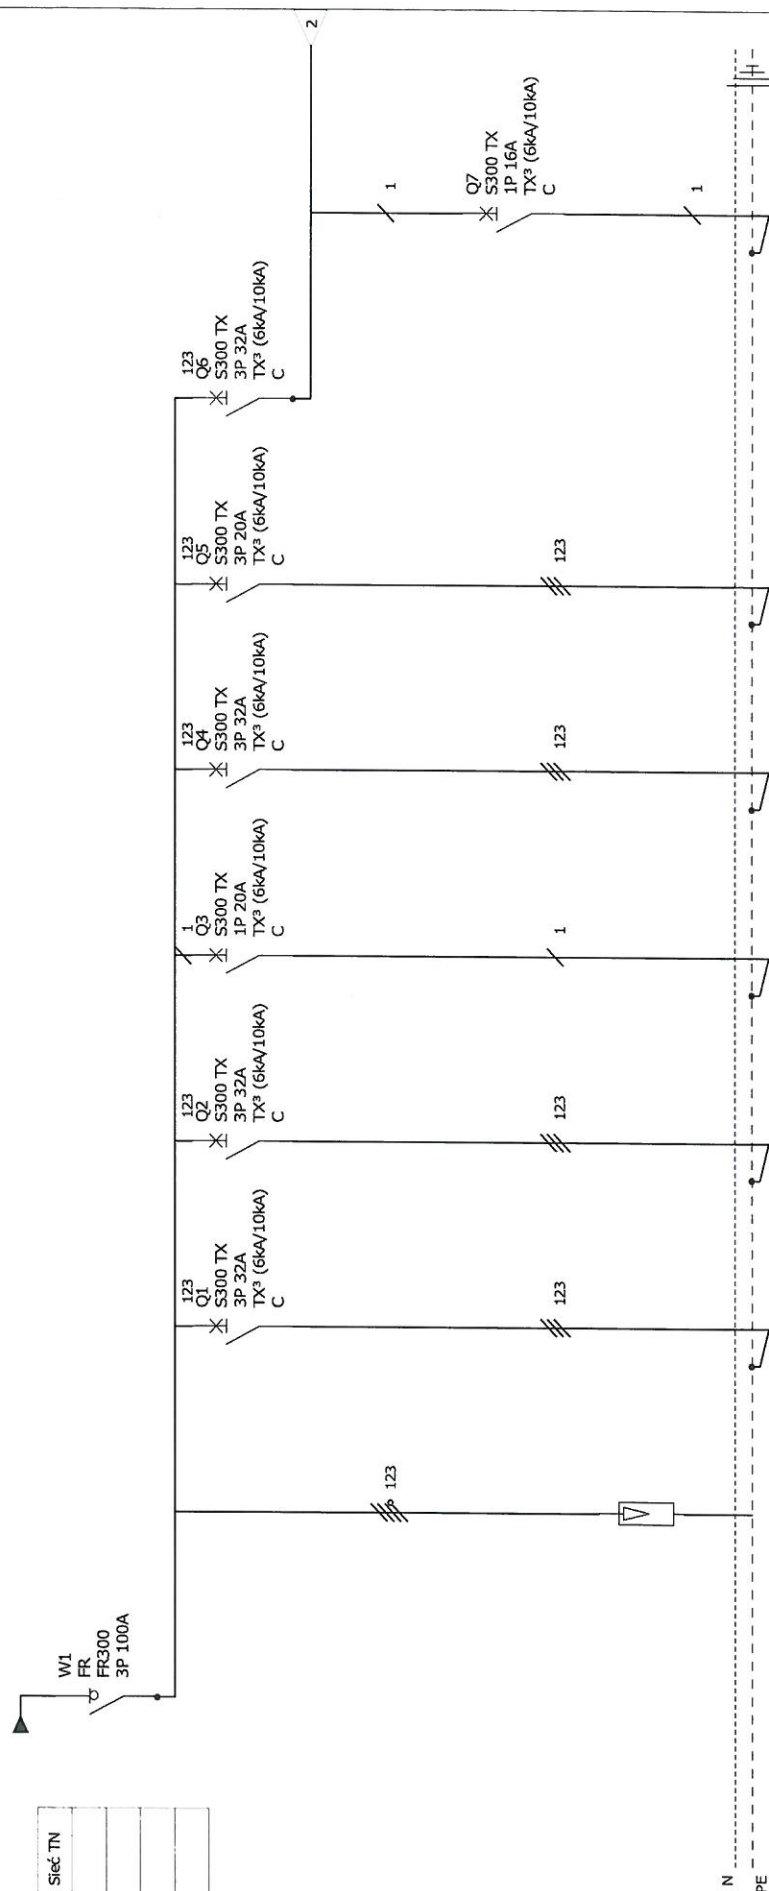 Sieć TN
W1
FR
FR300
3P 100A
123
123
Q1
S300 TX
3P 32A
TX³ (6kA/10kA)
C
123
123
Q2
S300 TX
3P 32A
TX³ (6kA/10kA)
C
123
1
Q3
S300 TX
1P 20A
TX³ (6kA/10kA)
C
1
123
Q4
S300 TX
3P 32A
TX³ (6kA/10kA)
C
123
123
Q5
S300 TX
3P 20A
TX³ (6kA/10kA)
C
123
123
Q6
S300 TX
3P 32A
TX³ (6kA/10kA)
C
2
1
Q7
S300 TX
1P 16A
TX³ (6kA/10kA)
C
1
N
PE